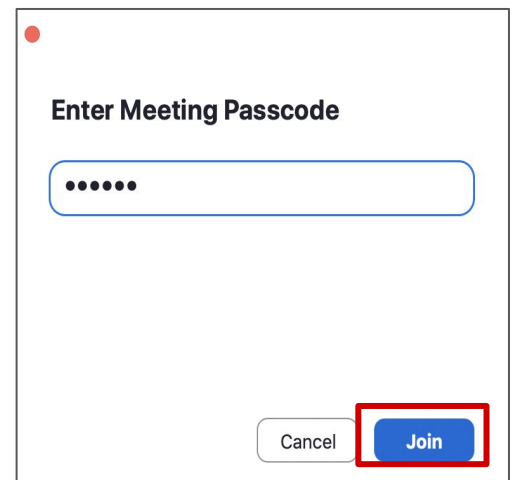 Enter Meeting Passcode
••••••
Cancel
Join